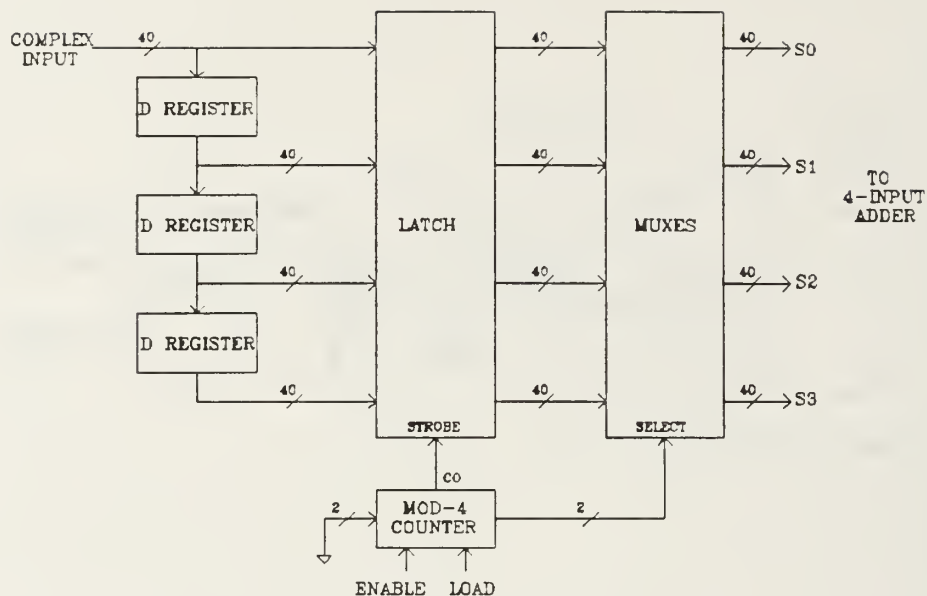 COMPLEX
INPUT
40
40
40
S0
D REGISTER
40
40
40
S1
TO
4-INPUT
ADDER
D REGISTER
LATCH
MUXES
40
40
40
S2
D REGISTER
40
40
40
S3
STROBE
SELECT
CO
2
MOD-4
COUNTER
2
ENABLE
LOAD